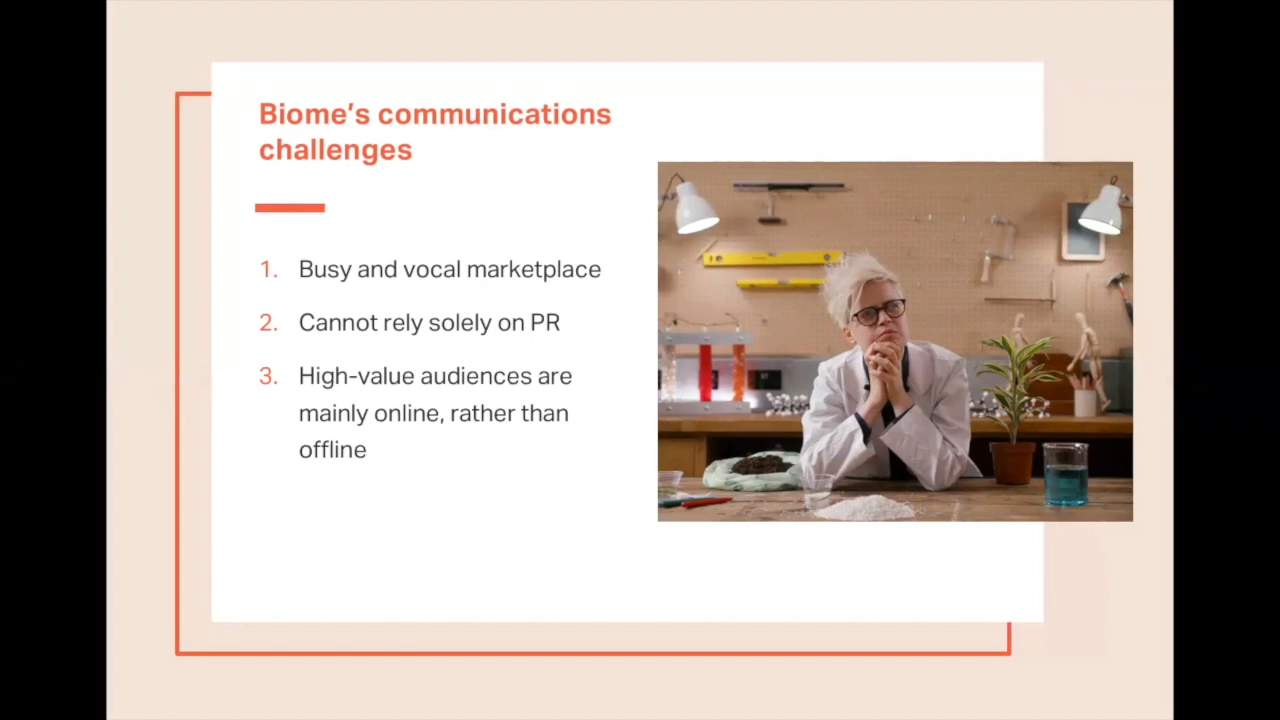 Biome’s communications
challenges
1. Busy and vocal marketplace
2. Cannot rely solely on PR
3. High-value audiences are
mainly online, rather than
offline